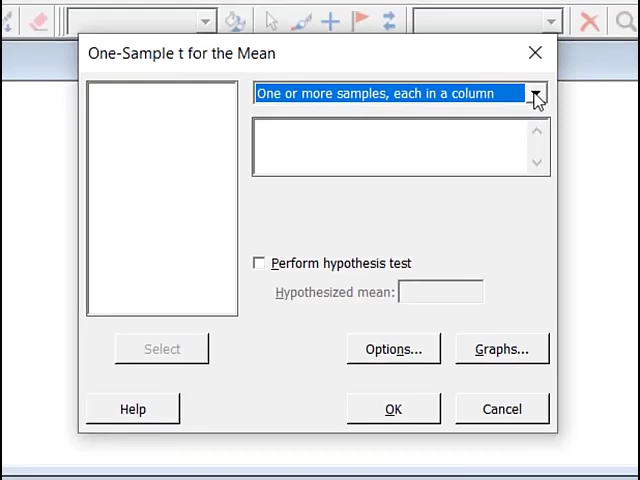 One-Sample t for the Mean
One or more samples, each in a column
Perform hypothesis test
Hypothesized mean:
Select
Options...
Graphs...
Help
OK
Cancel